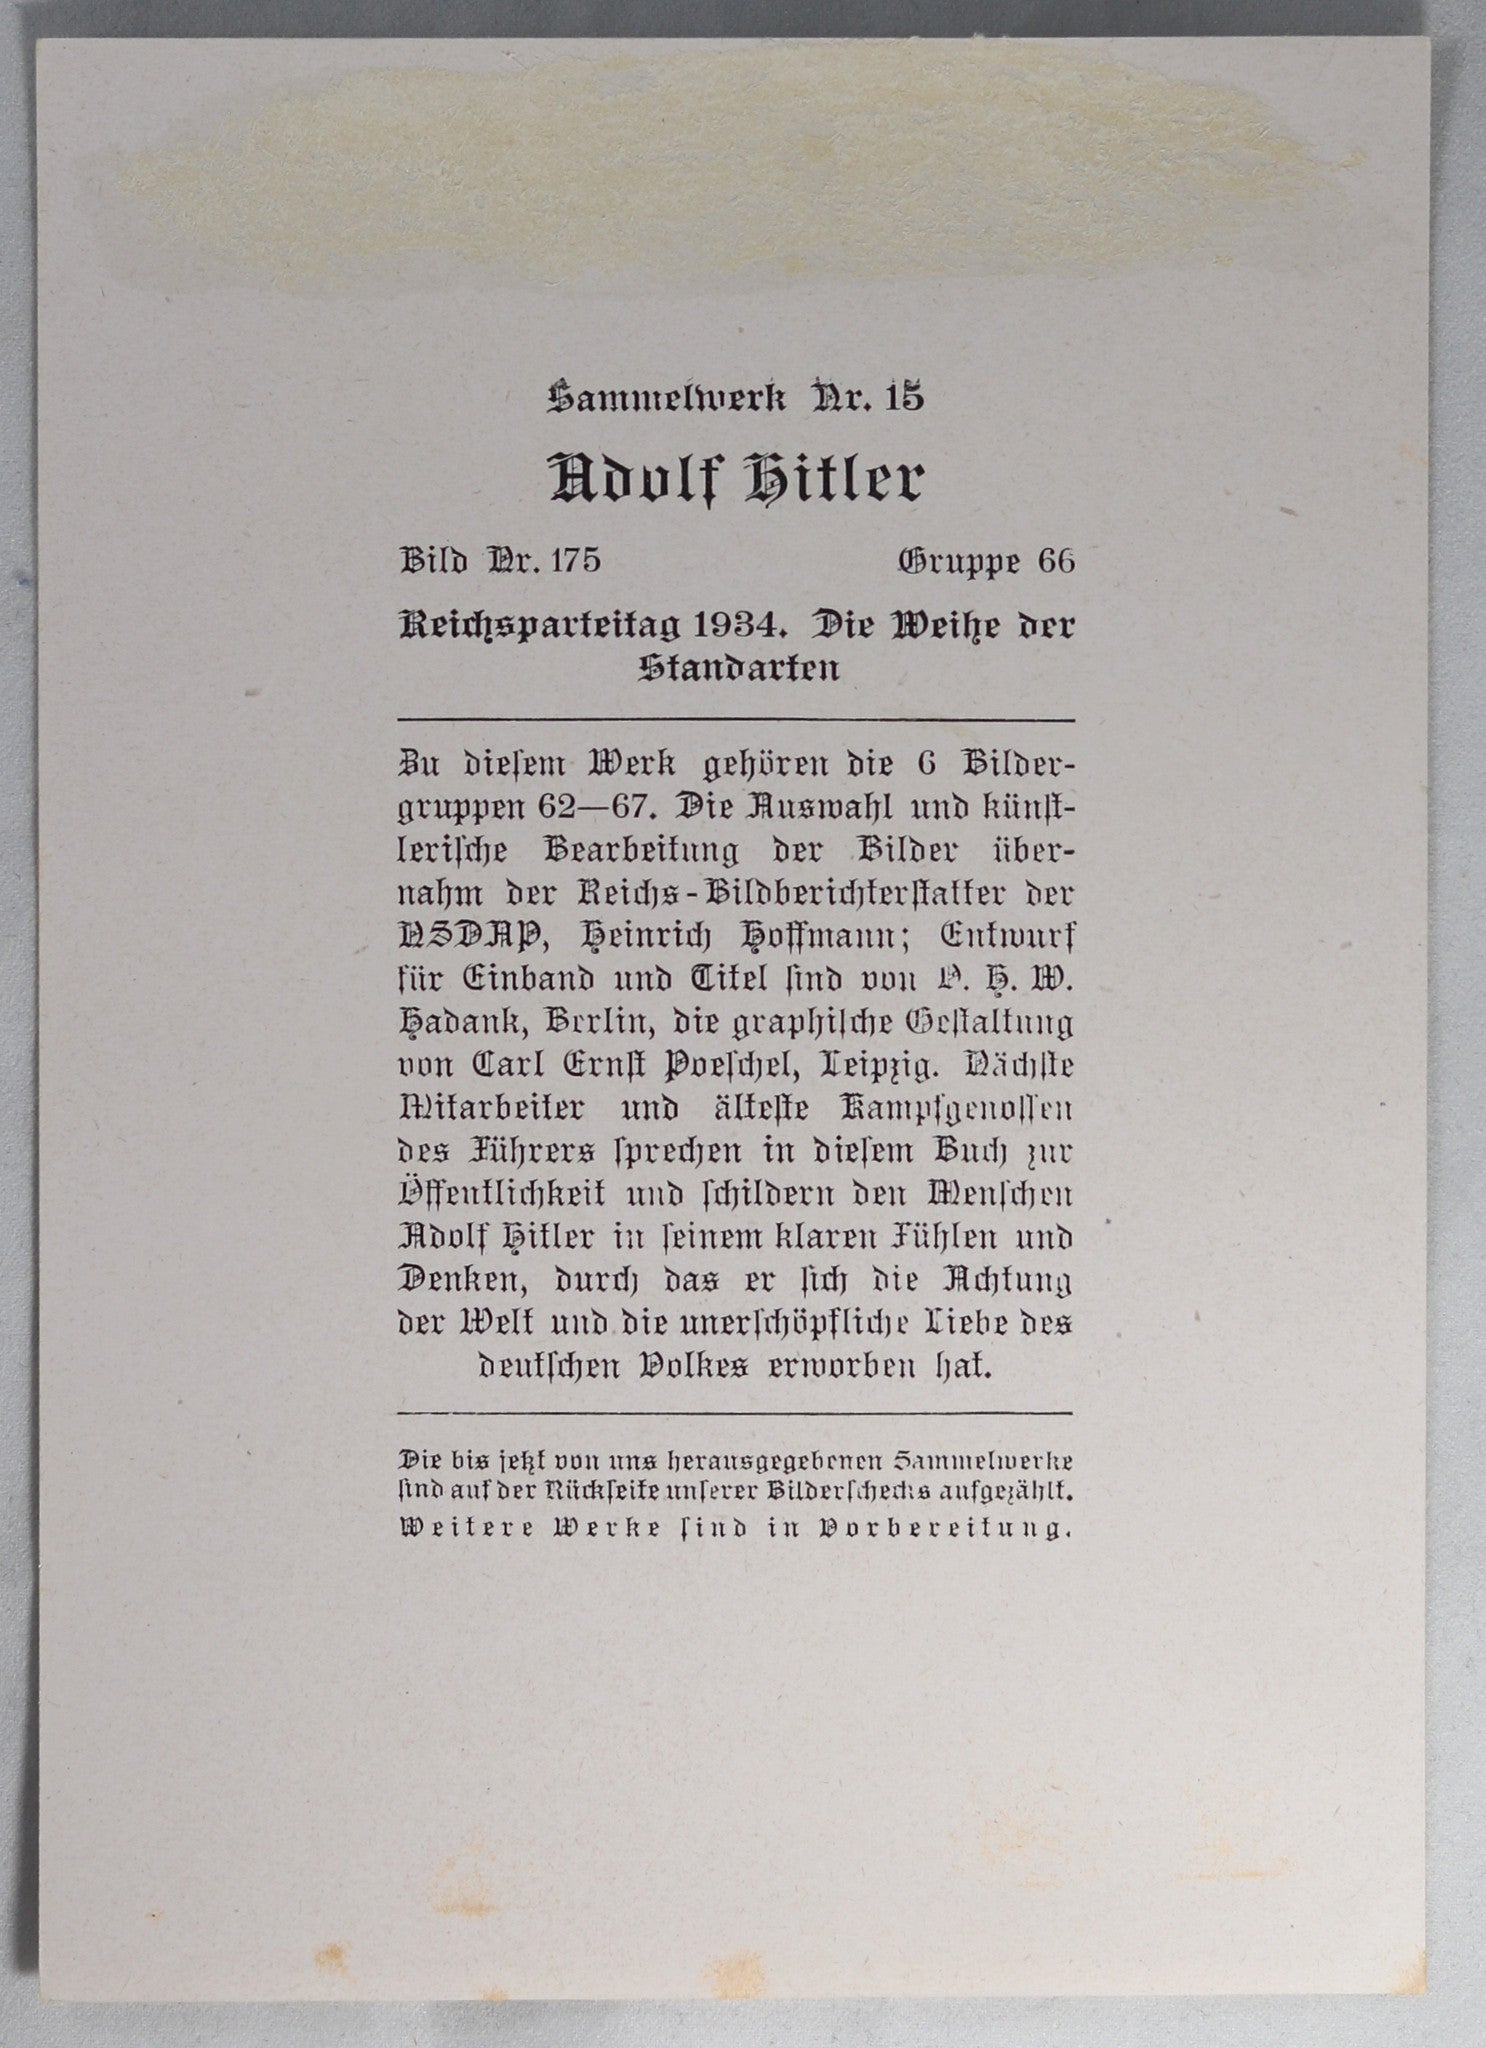 Sammelwerk Nr. 15
Adolf Hitler
Bild Nr. 175 Gruppe 66
Reichsparteitag 1934. Die Weihe der
Standarten
Zu diesem Werk gehören die 6 Bilder-
gruppen 62—67. Die Auswahl und künst-
lerische Bearbeitung der Bilder über-
nahm der Reichs-Bildberichterstatter der
NSDAP, Heinrich Hoffmann; Entwurf
für Einband und Titel sind von O. H. W.
Hadank, Berlin, die graphische Gestaltung
von Carl Ernst Poeschel, Leipzig. Nächste
Mitarbeiter und älteste Kampfgenossen
des Führers sprechen in diesem Buch zur
Öffentlichkeit und schildern den Menschen
Adolf Hitler in seinem klaren Fühlen und
Denken, durch das er sich die Achtung
der Welt und die unerschöpfliche Liebe des
deutschen Volkes erworben hat.
Die bis jetzt von uns herausgegebenen Sammelwerke
sind auf der Rückseite unserer Bilderschecks aufgezählt.
Weitere Werke sind in Vorbereitung.